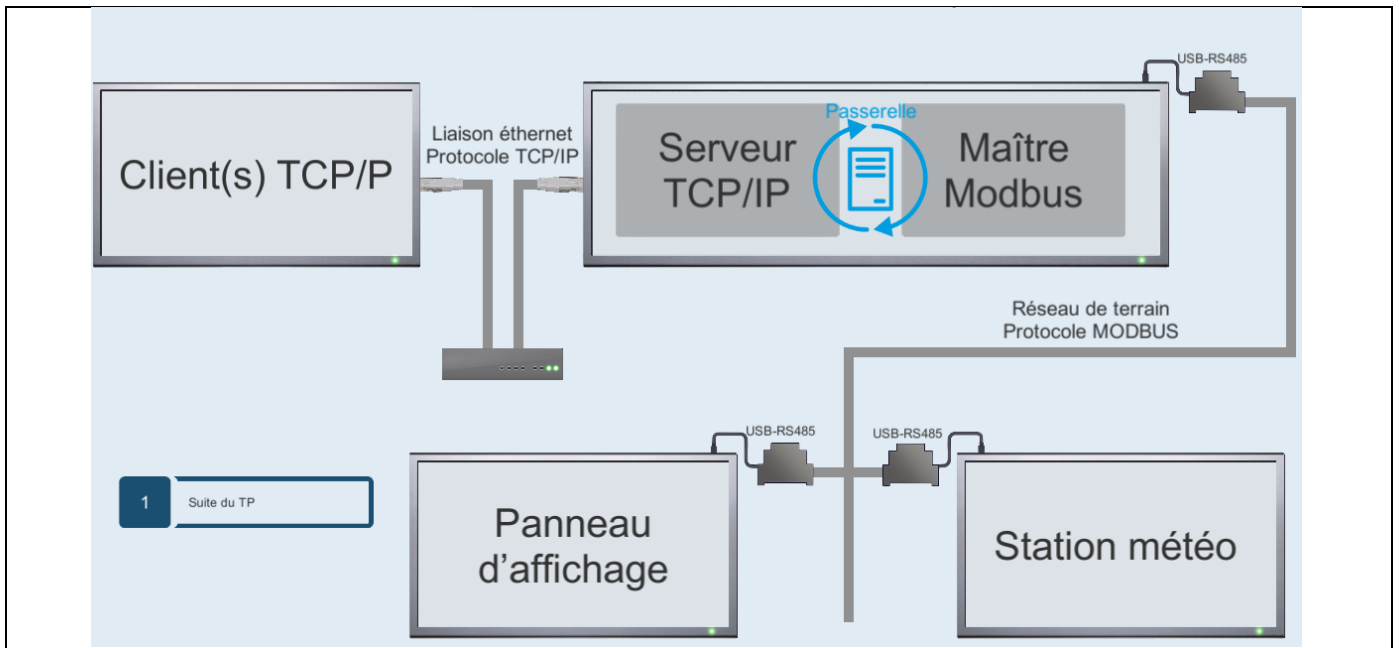 USB-RS485
Passerelle
Liaison éthernet
Protocole TCP/IP
Client(s) TCP/P
Serveur
TCP/IP
Maître
Modbus
Réseau de terrain
Protocole MODBUS
USB-RS485
USB-RS485
1
Suite du TP
Panneau
d'affichage
Station météo